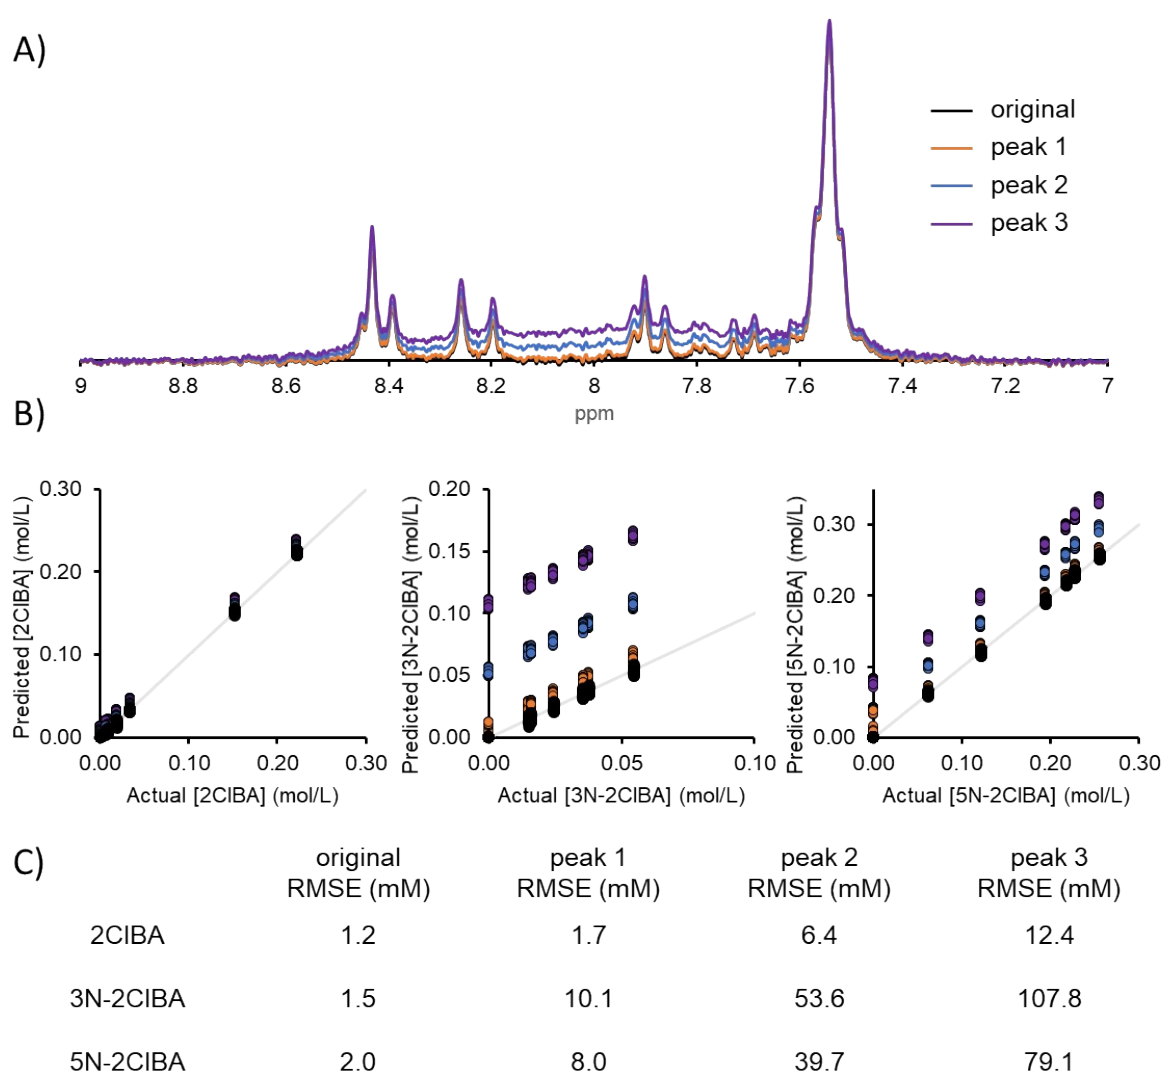 A)
original
peak 1
peak 2
peak 3
9 8.8 8.6 8.4 8.2 8 7.8 7.6 7.4 7.2 7
ppm
B)
Predicted [2ClBA] (mol/L)
0.30
0.20
0.10
0.00
0.00 0.10 0.20 0.30
Actual [2ClBA] (mol/L)
Predicted [3N-2ClBA] (mol/L)
0.20
0.15
0.10
0.05
0.00
0.00 0.05 0.10
Actual [3N-2ClBA] (mol/L)
Predicted [5N-2ClBA] (mol/L)
0.30
0.20
0.10
0.00
0.00 0.10 0.20 0.30
Actual [5N-2ClBA] (mol/L)
C)
original peak 1 peak 2 peak 3
RMSE (mM) RMSE (mM) RMSE (mM) RMSE (mM)
2ClBA 1.2 1.7 6.4 12.4
3N-2ClBA 1.5 10.1 53.6 107.8
5N-2ClBA 2.0 8.0 39.7 79.1